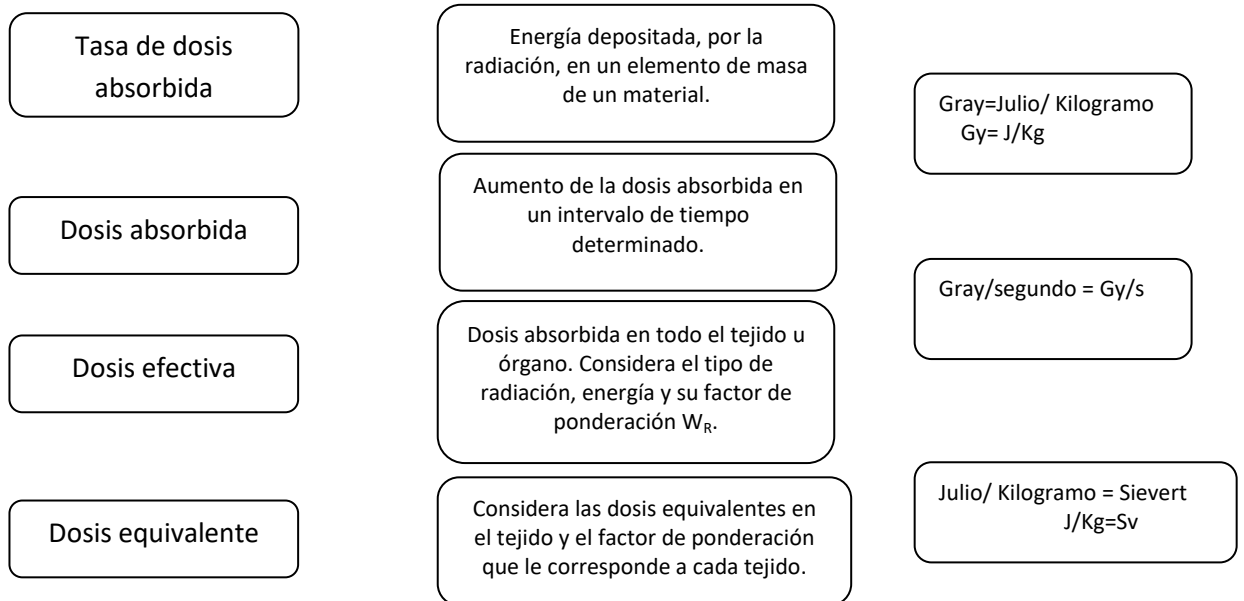 Tasa de dosis
absorbida
Dosis absorbida
Dosis efectiva
Dosis equivalente
Energía depositada, por la
radiación, en un elemento de masa
de un material.
Aumento de la dosis absorbida en
un intervalo de tiempo
determinado.
Dosis absorbida en todo el tejido u
órgano. Considera el tipo de
radiación, energía y su factor de
ponderación WR.
Considera las dosis equivalentes en
el tejido y el factor de ponderación
que le corresponde a cada tejido.
Gray=Julio/ Kilogramo
Gy= J/Kg
Gray/segundo = Gy/s
Julio/ Kilogramo = Sievert
J/Kg=Sv